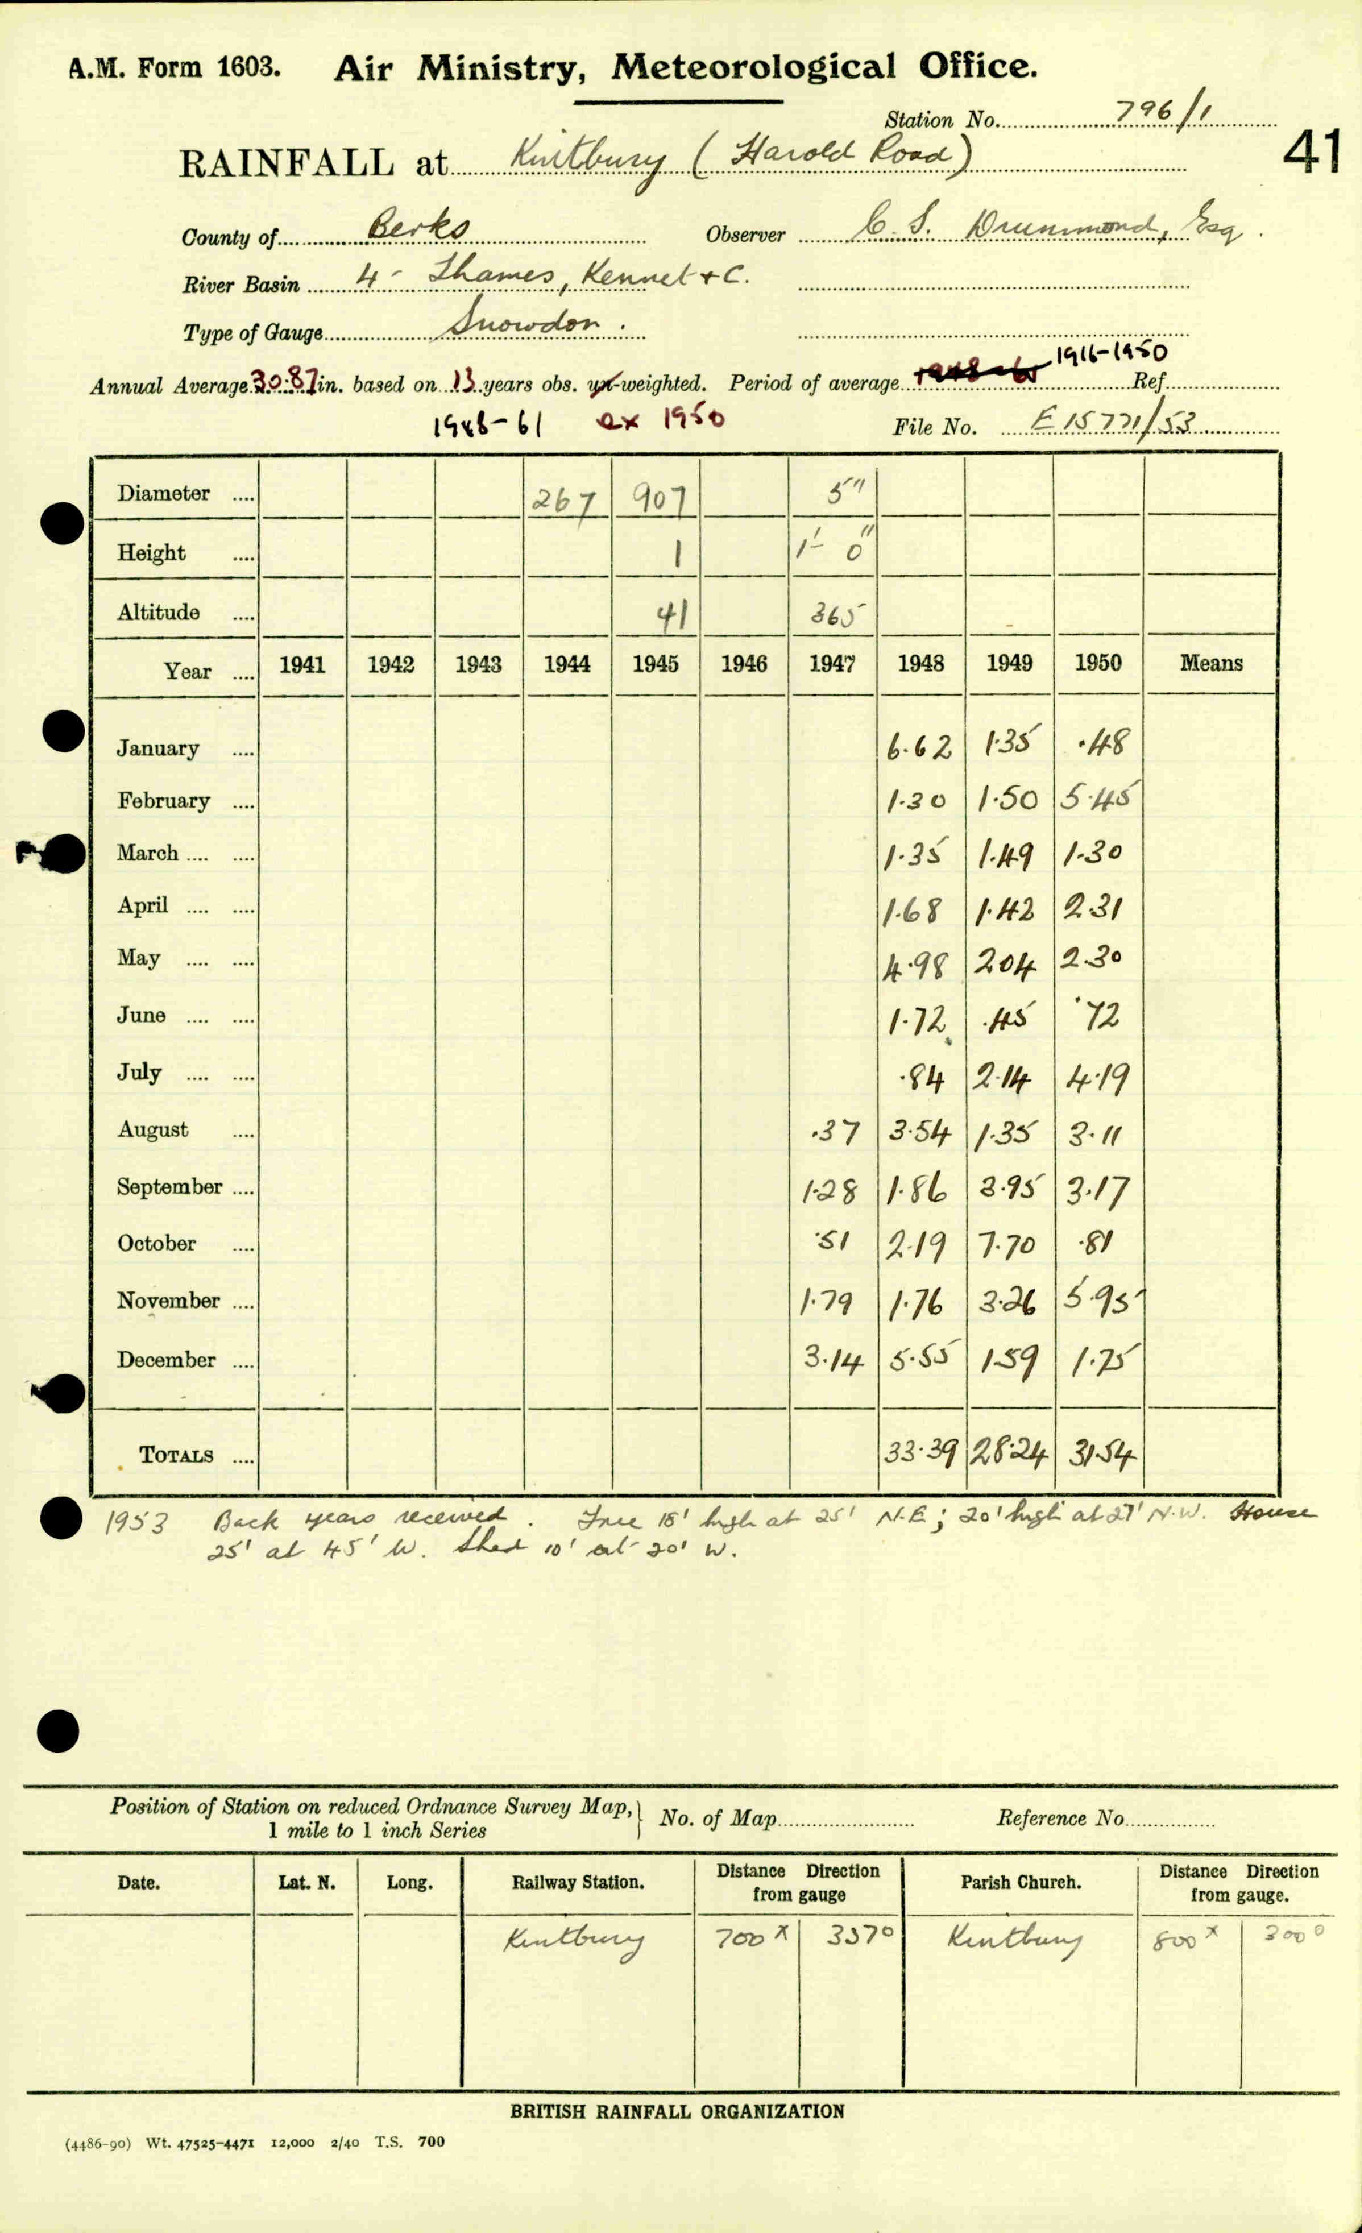 A.M. Form 1603. Air Ministry, Meteorological Office.
Station No. 796/1
41
RAINFALL at Kintbury (Harold Road)
County of Berks Observer C. S. Drummond, Esq.
River Basin 4 - Thames, Kennet + C.
Type of Gauge Snowdon.
Annual Average 30.87 in. based on 13 years obs. un-weighted. Period of average 1948-61 1916-1950 Ref.
1948-61 ex 1950 File No. E 15771/53
Diameter .... 267 907 5"
Height .... 1 1'- 0"
Altitude .... 41 365
Year .... 1941 1942 1943 1944 1945 1946 1947 1948 1949 1950 Means
January .... 6.62 1.35 .48
February .... 1.30 1.50 5.45
March .... .... 1.35 1.49 1.30
April .... .... 1.68 1.42 2.31
May .... .... 4.98 2.04 2.30
June .... .... 1.72 .45 .72
July .... .... .84 2.14 4.19
August .... .37 3.54 1.35 3.11
September .... 1.28 1.86 3.95 3.17
October .... .51 2.19 7.70 .81
November .... 1.79 1.76 3.26 5.95
December .... 3.14 5.55 1.59 1.75
TOTALS .... 33.39 28.24 31.54
1953 Back years received. Tree 15' high at 25' N.E; 20' high at 27' N.W. House
25' at 45' W. Shed 10' at 20' W.
Position of Station on reduced Ordnance Survey Map, 1 mile to 1 inch Series } No. of Map Reference No.
Date. Lat. N. Long. Railway Station. Distance Direction from gauge Parish Church. Distance Direction from gauge.
Kintbury 700 x 337° Kintbury 800 x 300°
BRITISH RAINFALL ORGANIZATION
(4486-90) Wt. 47525-4471 12,000 2/40 T.S. 700